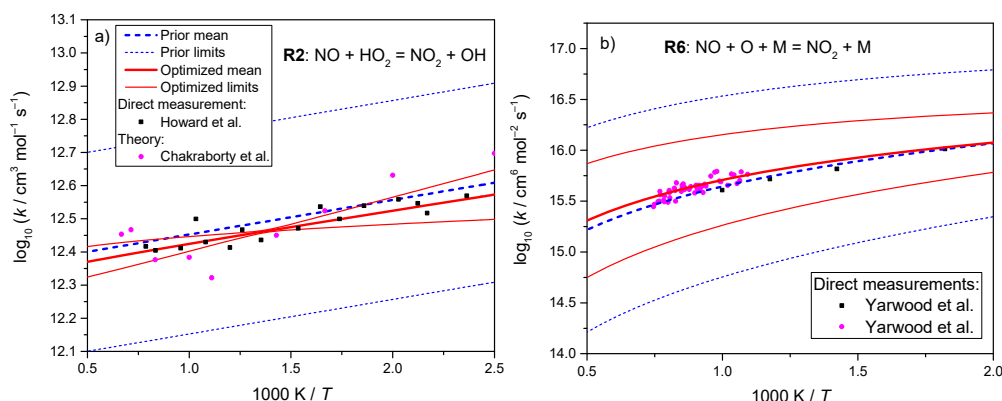 a)
R2: NO + HO₂ = NO₂ + OH
Prior mean
Prior limits
Optimized mean
Optimized limits
Direct measurement:
Howard et al.
Theory:
Chakraborty et al.
log₁₀ (k / cm³ mol⁻¹ s⁻¹)
13.1
13.0
12.9
12.8
12.7
12.6
12.5
12.4
12.3
12.2
12.1
0.5
1.0
1.5
2.0
2.5
1000 K / T
b)
R6: NO + O + M = NO₂ + M
Direct measurements:
Yarwood et al.
Yarwood et al.
log₁₀ (k / cm⁶ mol⁻² s⁻¹)
17.0
16.5
16.0
15.5
15.0
14.5
14.0
0.5
1.0
1.5
2.0
1000 K / T